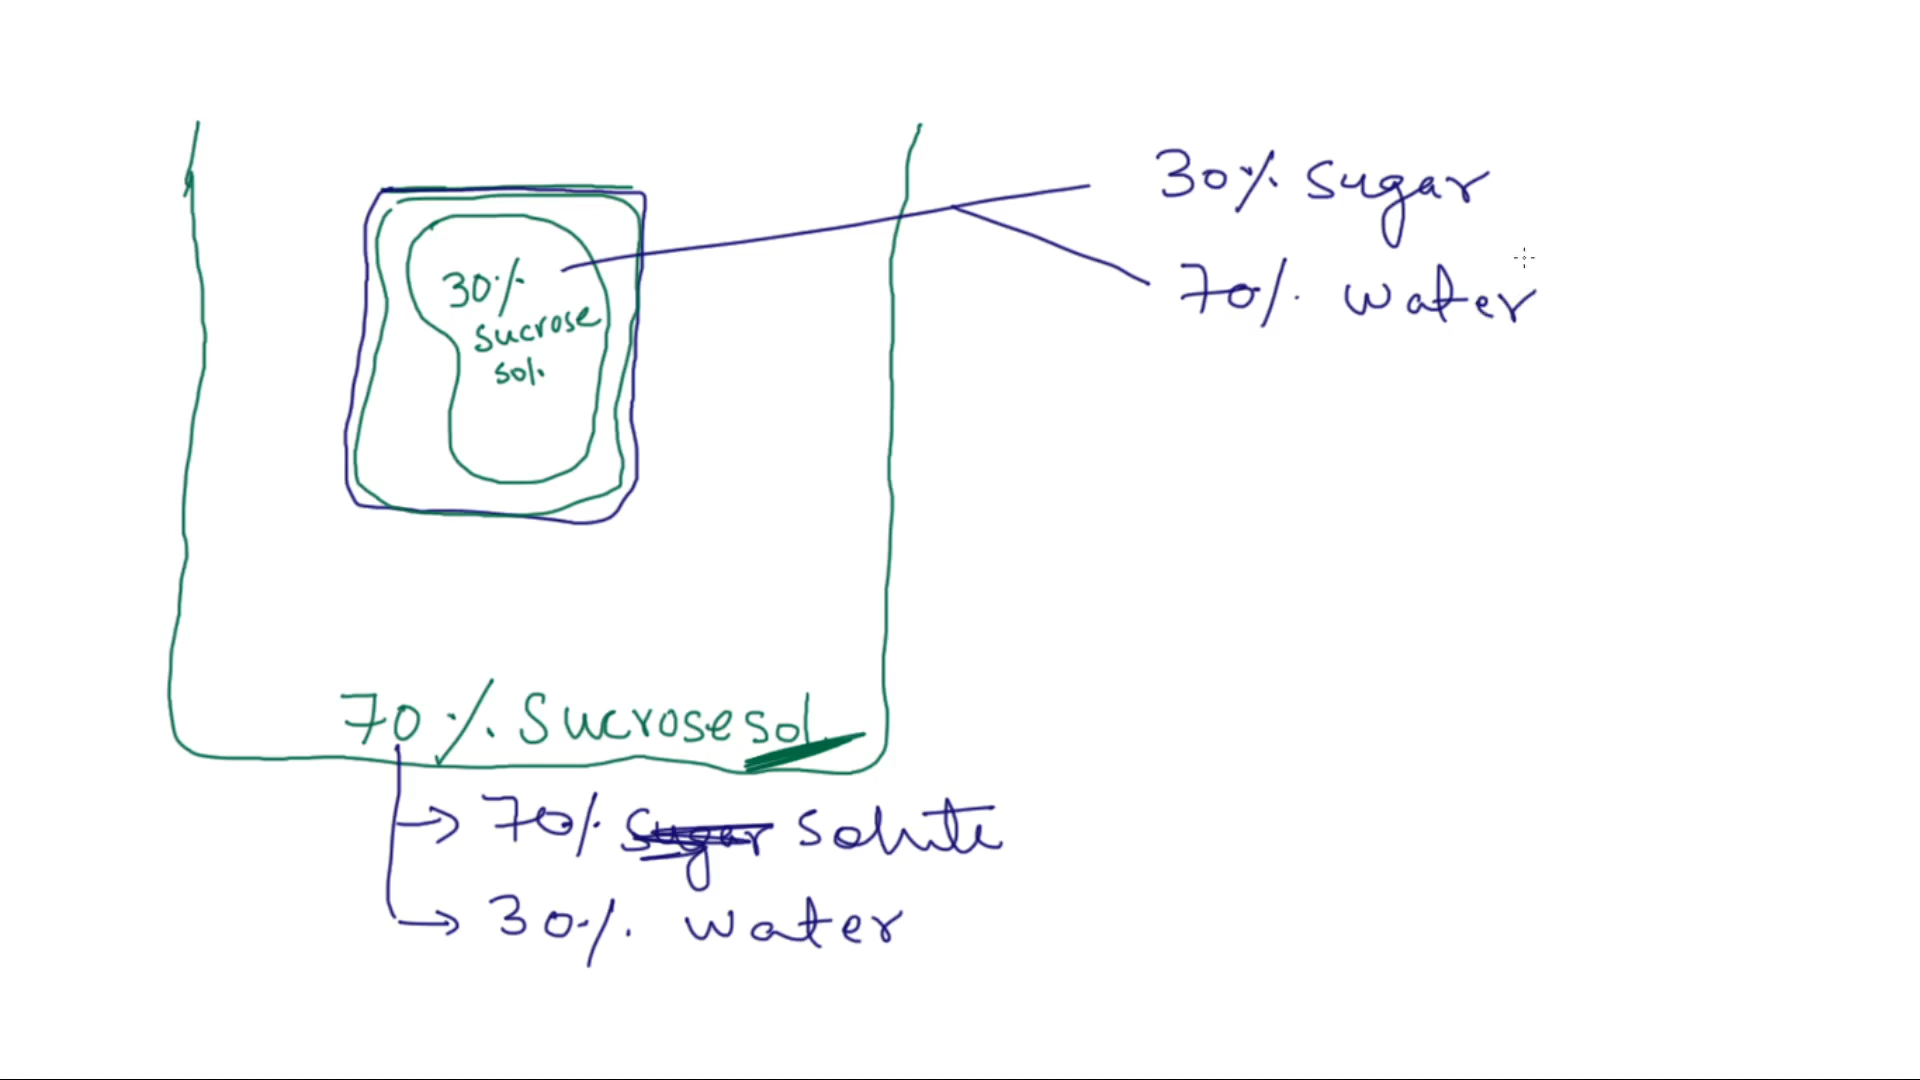 30% sugar
70% water
30%
sucrose
sol.
70% Sucrose sol.
→ 70% sugar solute
→ 30% water